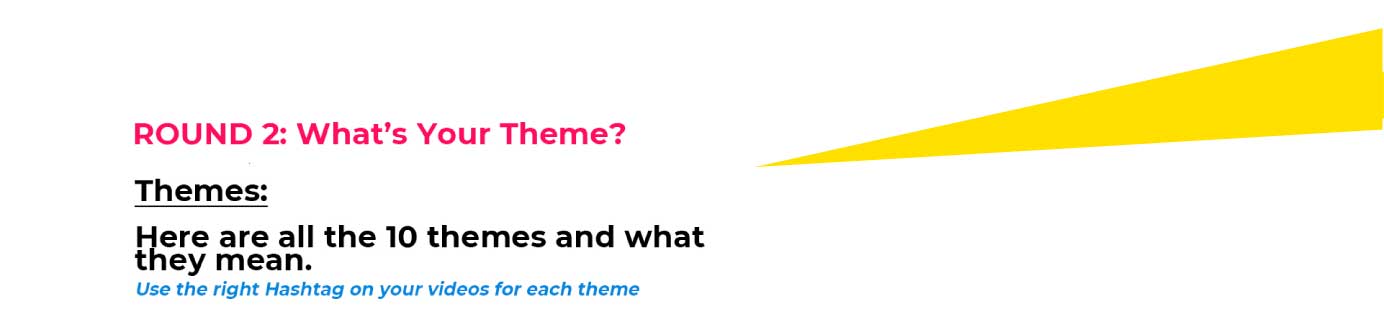 ROUND 2: What’s Your Theme?
Themes:
Here are all the 10 themes and what
they mean.
Use the right Hashtag on your videos for each theme